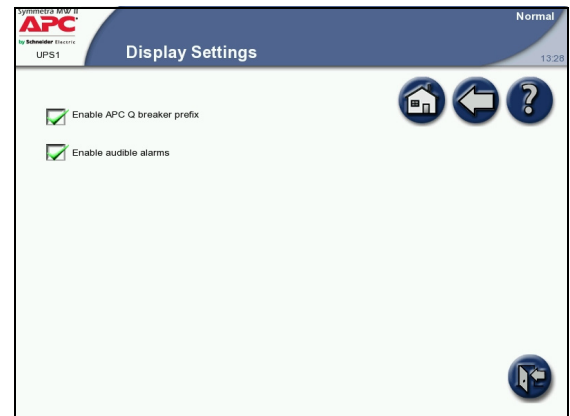 Symmetra MW II
APC
by Schneider Electric
UPS1
Display Settings
Normal
13:28
Enable APC Q breaker prefix
Enable audible alarms
?